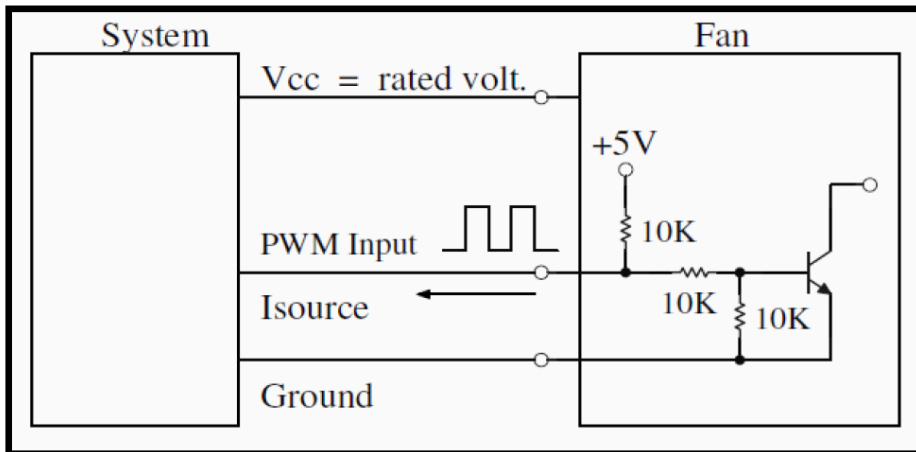 System
Fan
Vcc = rated volt.
+5V
10K
PWM Input
10K
Isource
10K
Ground